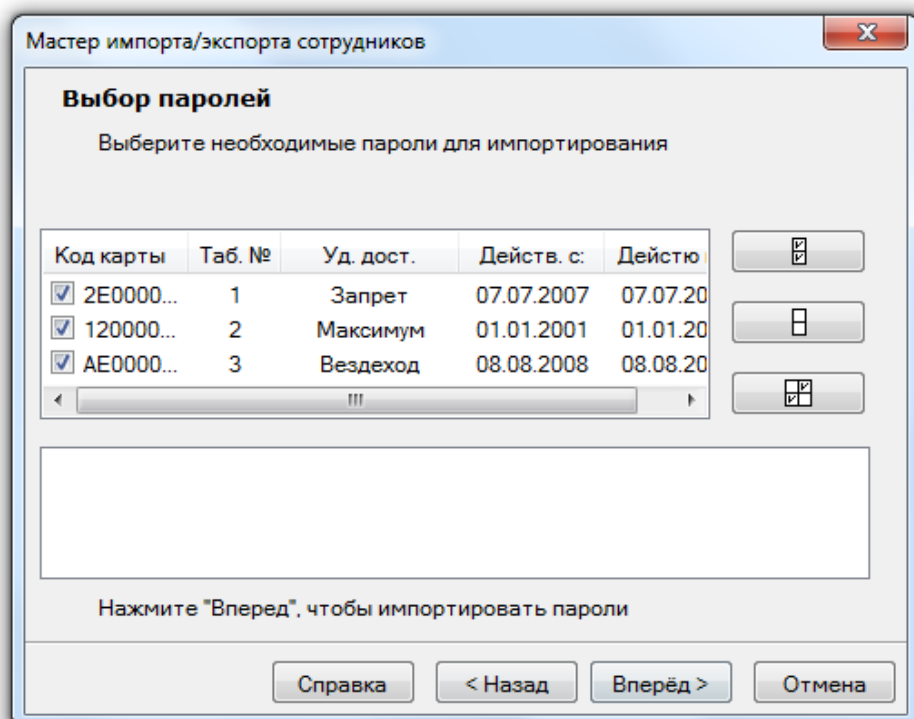 Мастер импорта/экспорта сотрудников
Выбор паролей
Выберите необходимые пароли для импортирования
Код карты Таб. № Уд. дост. Действ. с: Действю
2E0000... 1 Запрет 07.07.2007 07.07.20
120000... 2 Максимум 01.01.2001 01.01.20
AE0000... 3 Вездеход 08.08.2008 08.08.20
Нажмите "Вперед", чтобы импортировать пароли
Справка < Назад Вперёд > Отмена